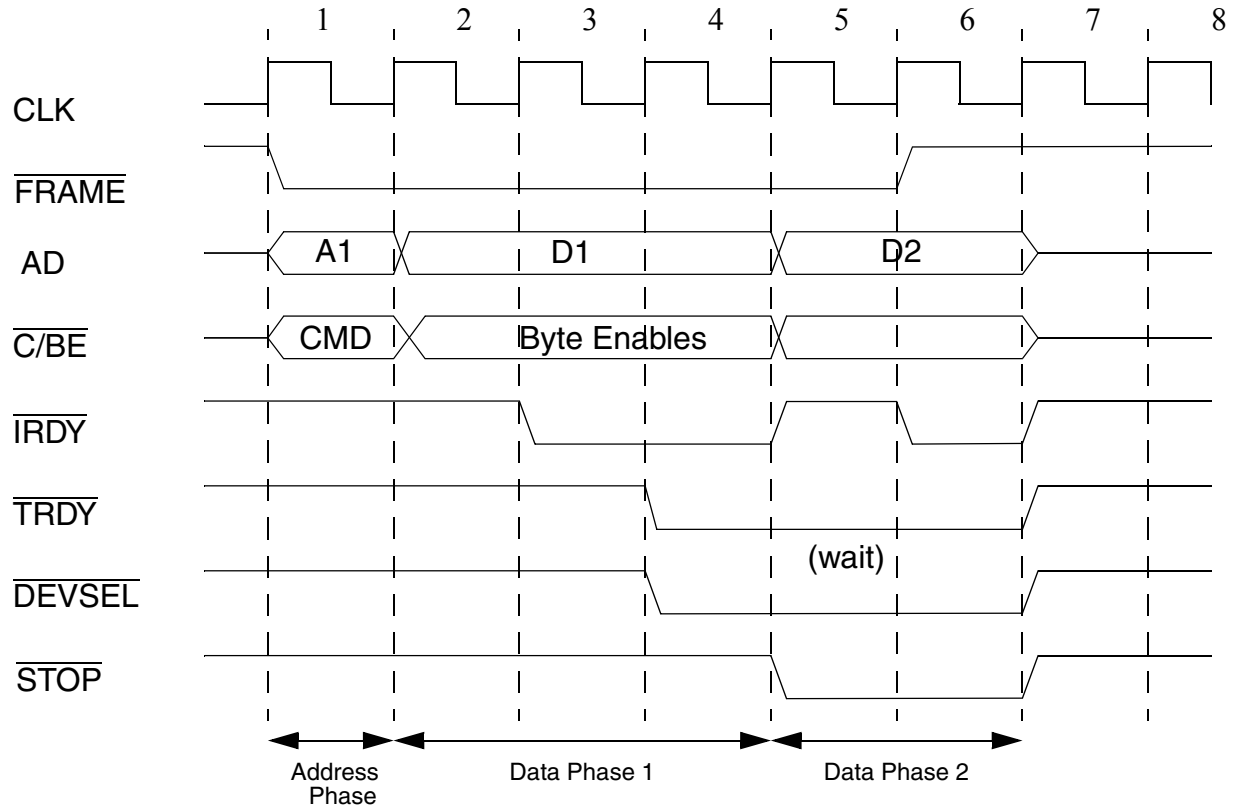 1 2 3 4 5 6 7 8
CLK
FRAME
AD A1 D1 D2
C/BE CMD Byte Enables
IRDY
TRDY
(wait)
DEVSEL
STOP
Address Data Phase 1 Data Phase 2
Phase